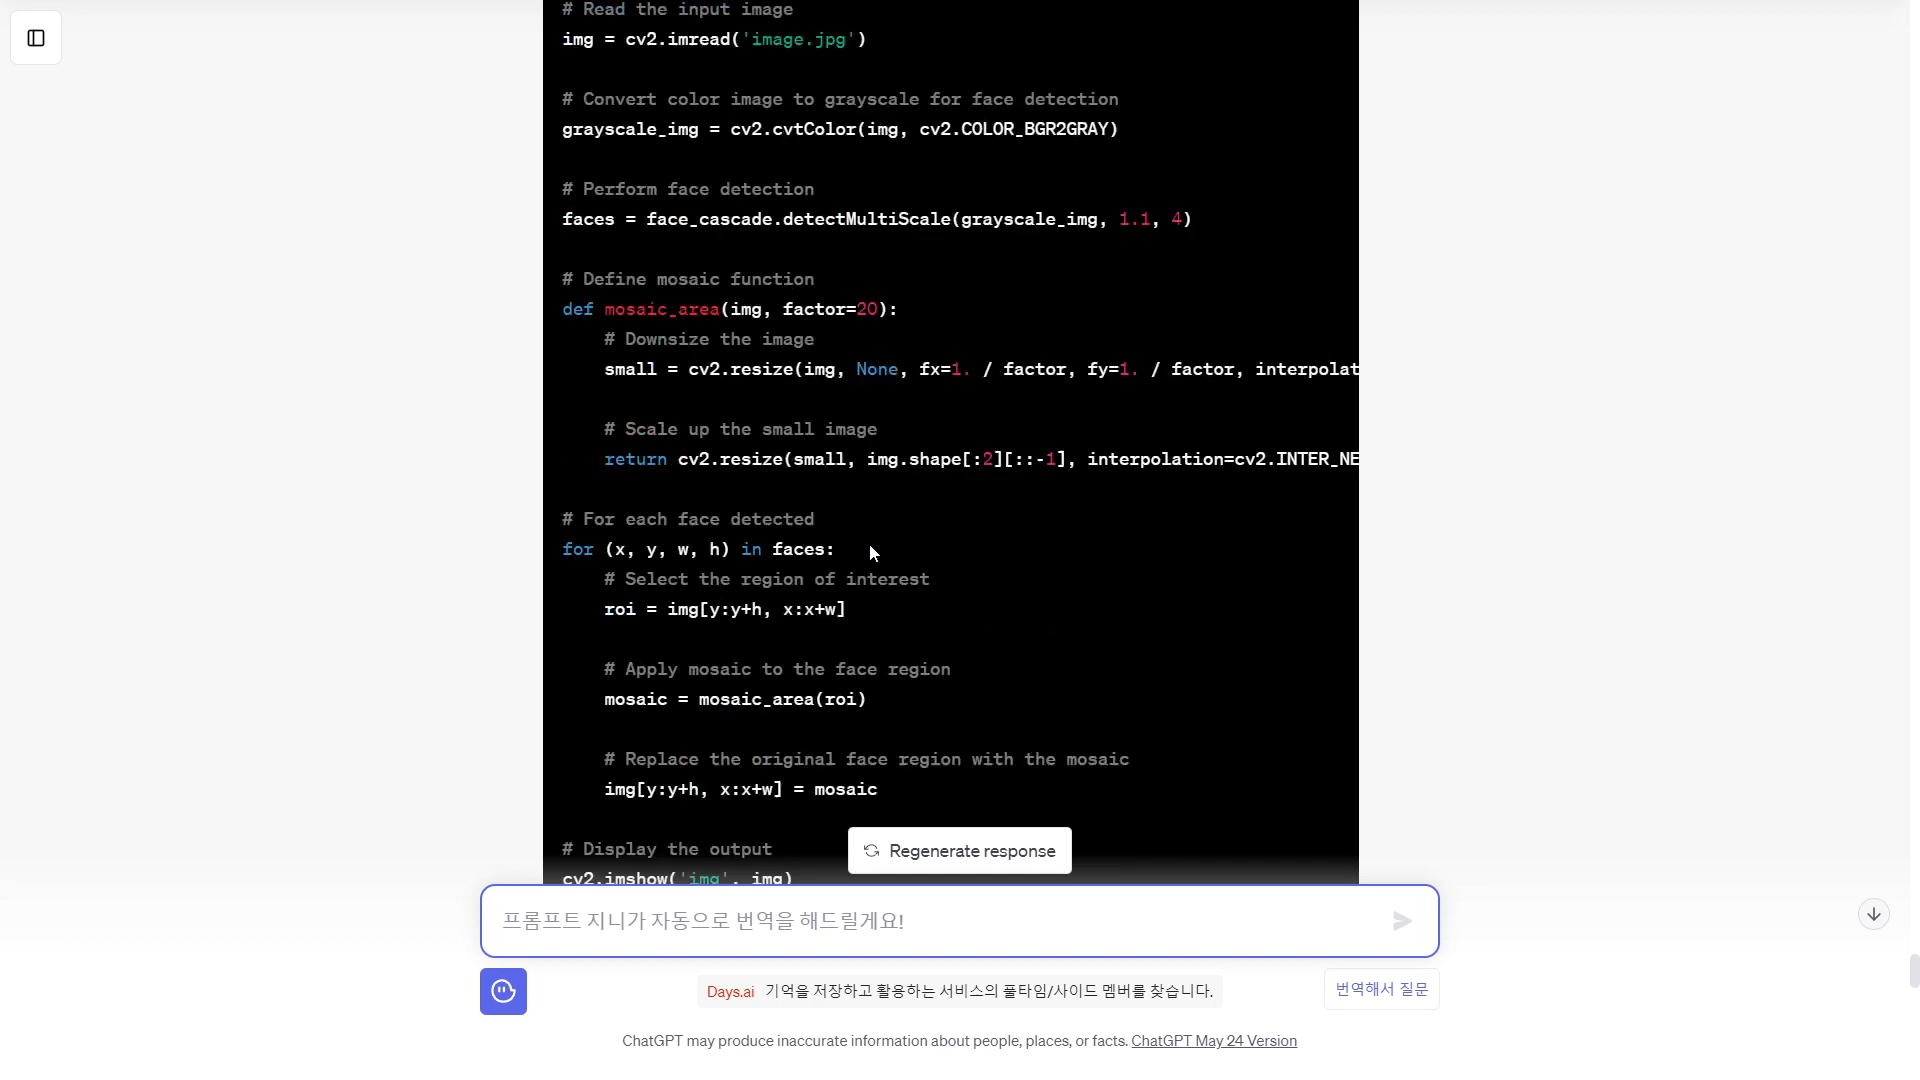 # Read the input image
img = cv2.imread('image.jpg')
# Convert color image to grayscale for face detection
grayscale_img = cv2.cvtColor(img, cv2.COLOR_BGR2GRAY)
# Perform face detection
faces = face_cascade.detectMultiScale(grayscale_img, 1.1, 4)
# Define mosaic function
def mosaic_area(img, factor=20):
    # Downsize the image
    small = cv2.resize(img, None, fx=1. / factor, fy=1. / factor, interpolat
    # Scale up the small image
    return cv2.resize(small, img.shape[:2][::-1], interpolation=cv2.INTER_NE
# For each face detected
for (x, y, w, h) in faces:
    # Select the region of interest
    roi = img[y:y+h, x:x+w]
    # Apply mosaic to the face region
    mosaic = mosaic_area(roi)
    # Replace the original face region with the mosaic
    img[y:y+h, x:x+w] = mosaic
# Display the output
cv2.imshow('img', img)
Regenerate response
프롬프트 지니가 자동으로 번역을 해드릴게요!
Days.ai 기억을 저장하고 활용하는 서비스의 풀타임/사이드 멤버를 찾습니다.
번역해서 질문
ChatGPT may produce inaccurate information about people, places, or facts. ChatGPT May 24 Version